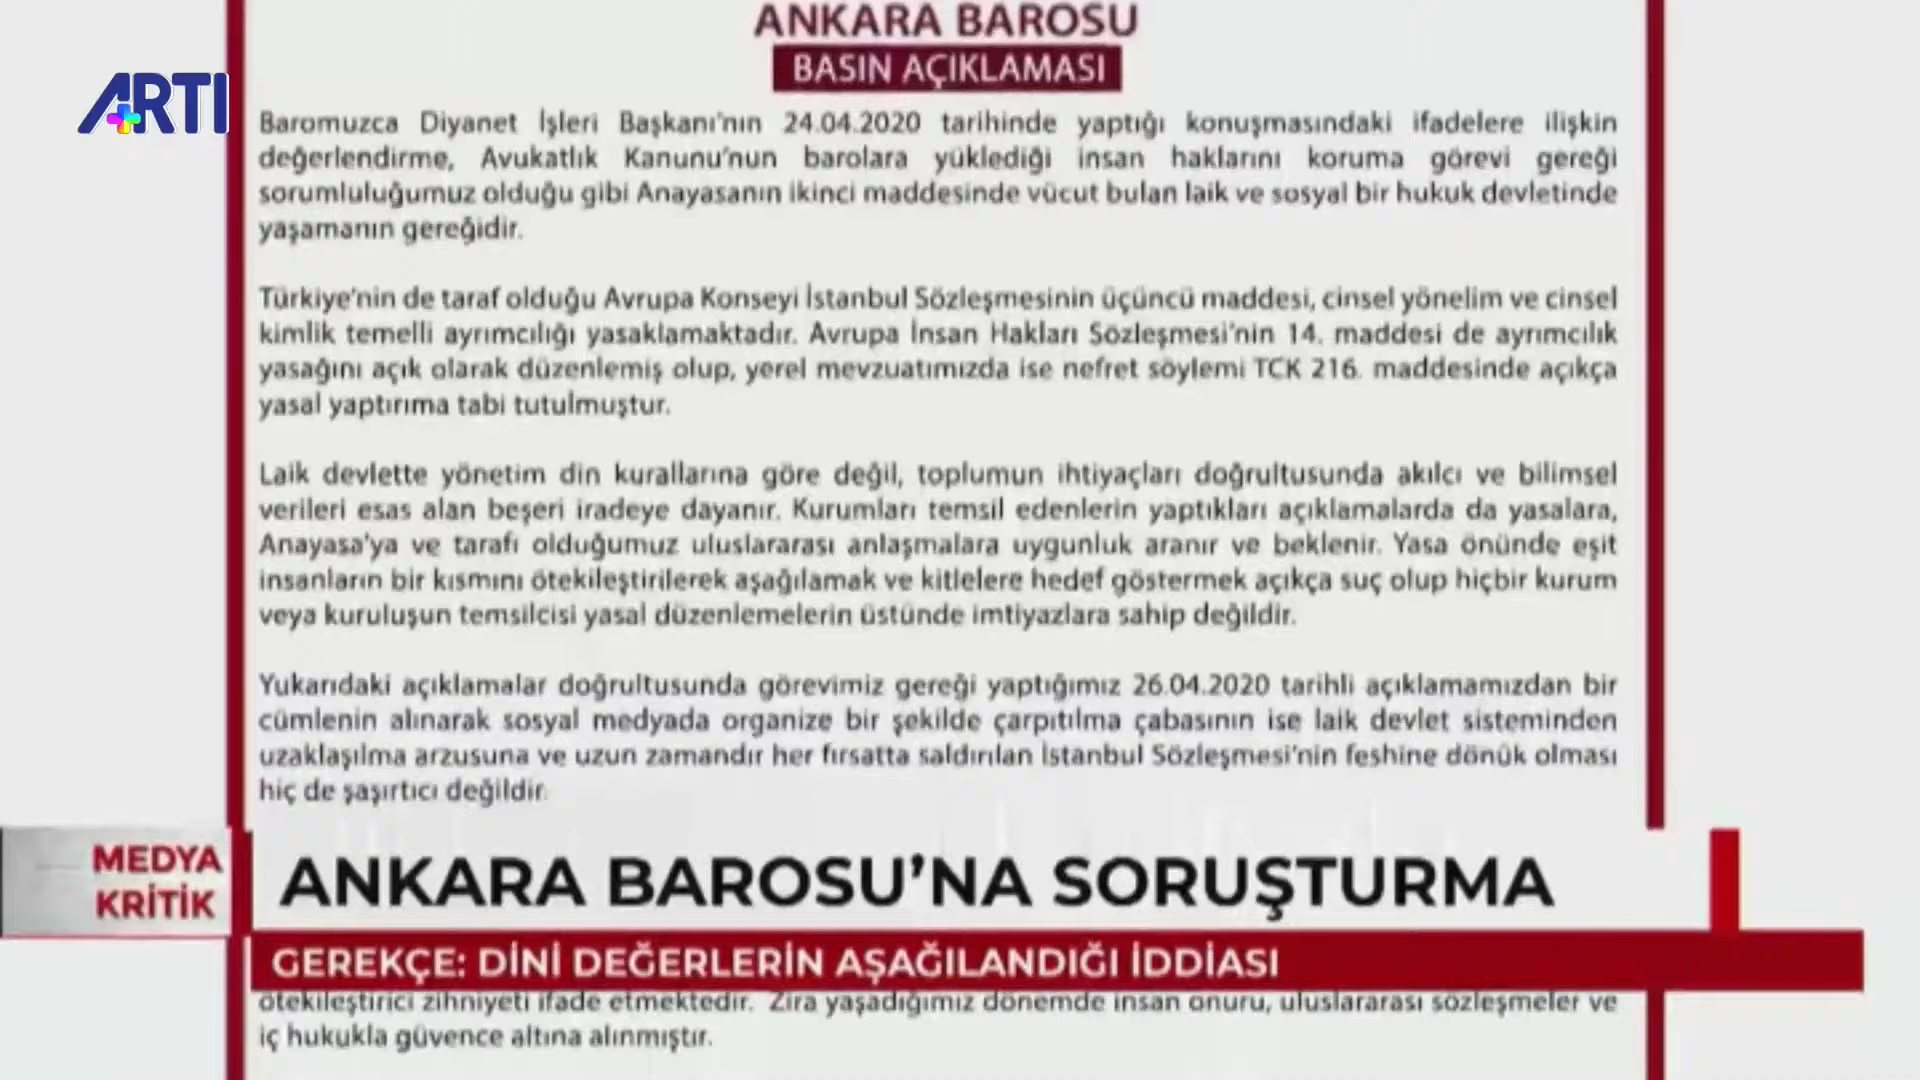 ANKARA BAROSU
BASIN AÇIKLAMASI
ARTI
Baromuzca Diyanet İşleri Başkanı'nın 24.04.2020 tarihinde yaptığı konuşmasındaki ifadelere ilişkin
değerlendirme, Avukatlık Kanunu'nun barolara yüklediği insan haklarını koruma görevi gereği
sorumluluğumuz olduğu gibi Anayasanın ikinci maddesinde vücut bulan laik ve sosyal bir hukuk devletinde
yaşamanın gereğidir.
Türkiye'nin de taraf olduğu Avrupa Konseyi İstanbul Sözleşmesinin üçüncü maddesi, cinsel yönelim ve cinsel
kimlik temelli ayrımcılığı yasaklamaktadır. Avrupa İnsan Hakları Sözleşmesi'nin 14. maddesi de ayrımcılık
yasağını açık olarak düzenlemiş olup, yerel mevzuatımızda ise nefret söylemi TCK 216. maddesinde açıkça
yasal yaptırıma tabi tutulmuştur.
Laik devlette yönetim din kurallarına göre değil, toplumun ihtiyaçları doğrultusunda akılcı ve bilimsel
verileri esas alan beşeri iradeye dayanır. Kurumları temsil edenlerin yaptıkları açıklamalarda da yasalara,
Anayasa'ya ve tarafı olduğumuz uluslararası anlaşmalara uygunluk aranır ve beklenir. Yasa önünde eşit
insanların bir kısmını ötekileştirilerek aşağılamak ve kitlelere hedef göstermek açıkça suç olup hiçbir kurum
veya kuruluşun temsilcisi yasal düzenlemelerin üstünde imtiyazlara sahip değildir.
Yukarıdaki açıklamalar doğrultusunda görevimiz gereği yaptığımız 26.04.2020 tarihli açıklamamızdan bir
cümlenin alınarak sosyal medyada organize bir şekilde çarpıtılma çabasının ise laik devlet sisteminden
uzaklaşılma arzusuna ve uzun zamandır her fırsatta saldırılan İstanbul Sözleşmesi'nin feshine dönük olması
hiç de şaşırtıcı değildir.
MEDYA
KRİTİK
ANKARA BAROSU'NA SORUŞTURMA
GEREKÇE: DİNİ DEĞERLERİN AŞAĞILANDIĞI İDDİASI
ötekileştirici zihniyeti ifade etmektedir. Zira yaşadığımız dönemde insan onuru, uluslararası sözleşmeler ve
iç hukukla güvence altına alınmıştır.